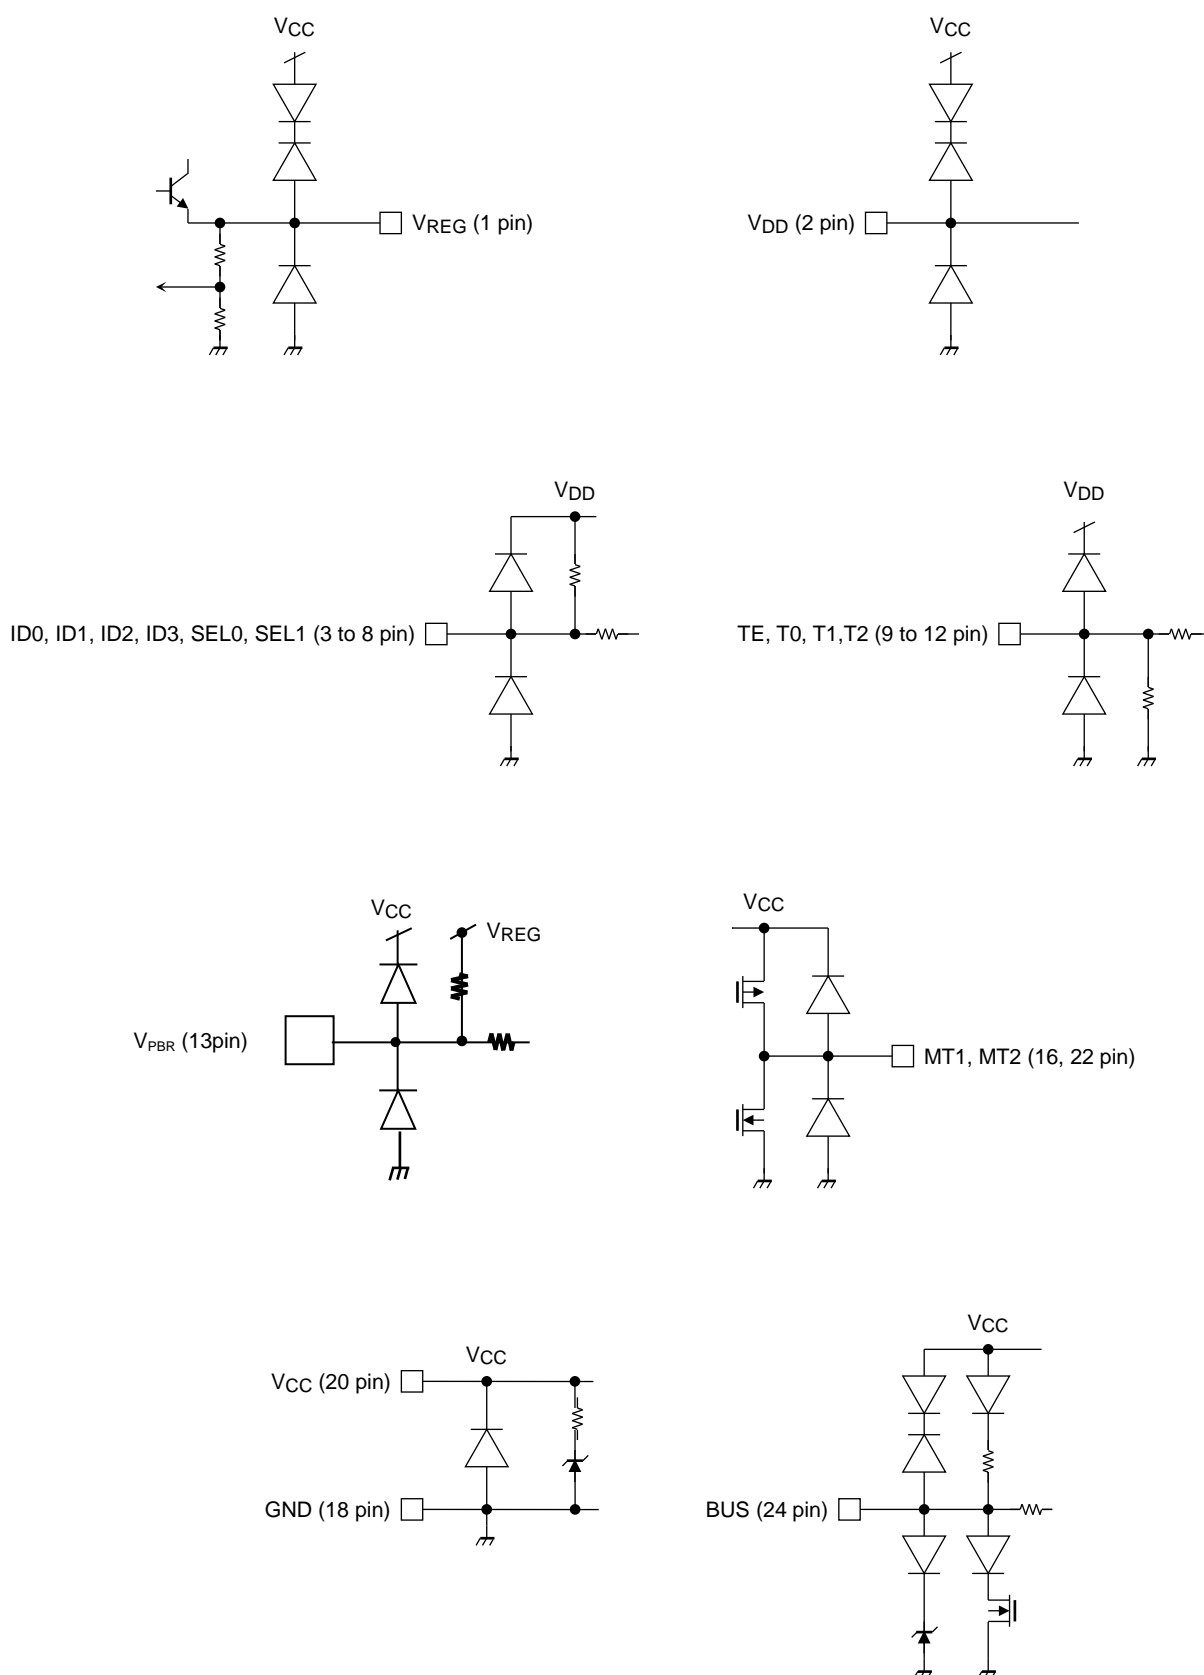 VCC
VCC
VREG (1 pin)
VDD (2 pin)
VDD
VDD
ID0, ID1, ID2, ID3, SEL0, SEL1 (3 to 8 pin)
TE, T0, T1,T2 (9 to 12 pin)
VCC
VCC
VREG
VPBR (13pin)
MT1, MT2 (16, 22 pin)
VCC
VCC
VCC (20 pin)
GND (18 pin)
BUS (24 pin)